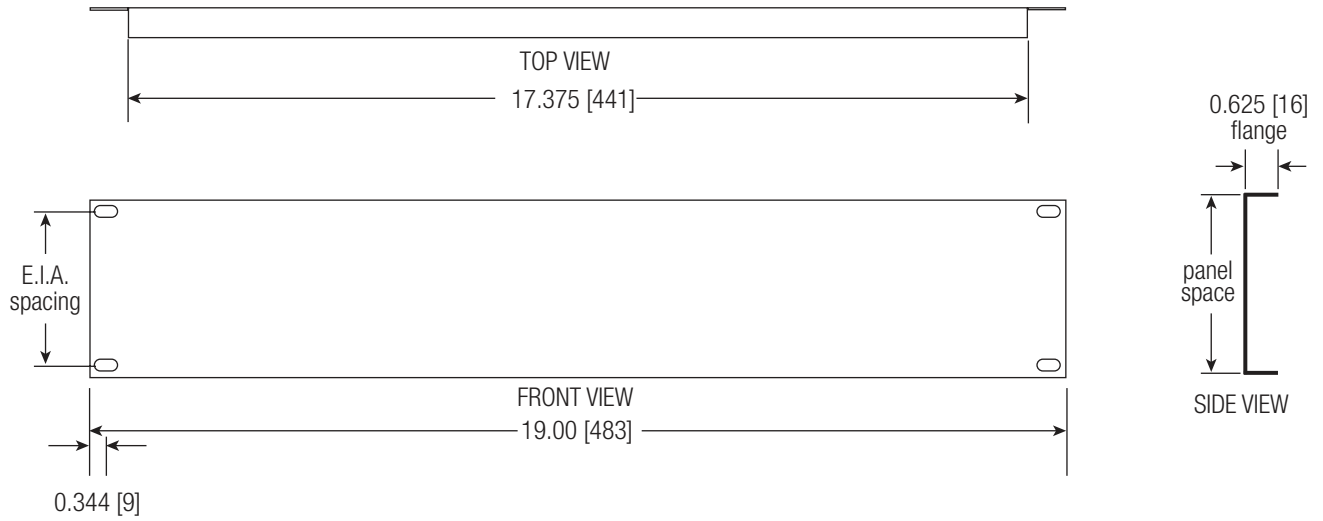 TOP VIEW
17.375 [441]
0.625 [16]
flange
E.I.A.
spacing
panel
space
FRONT VIEW
19.00 [483]
SIDE VIEW
0.344 [9]